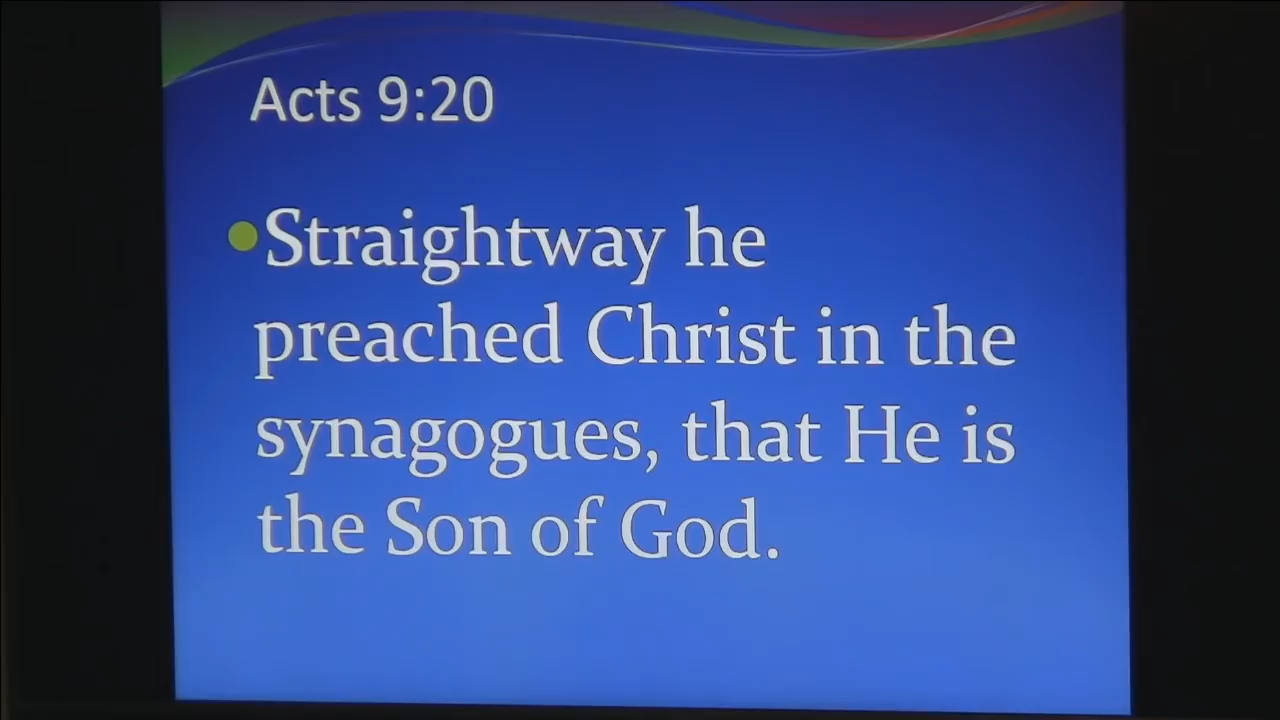 Acts 9:20
Straightway he
preached Christ in the
synagogues, that He is
the Son of God.